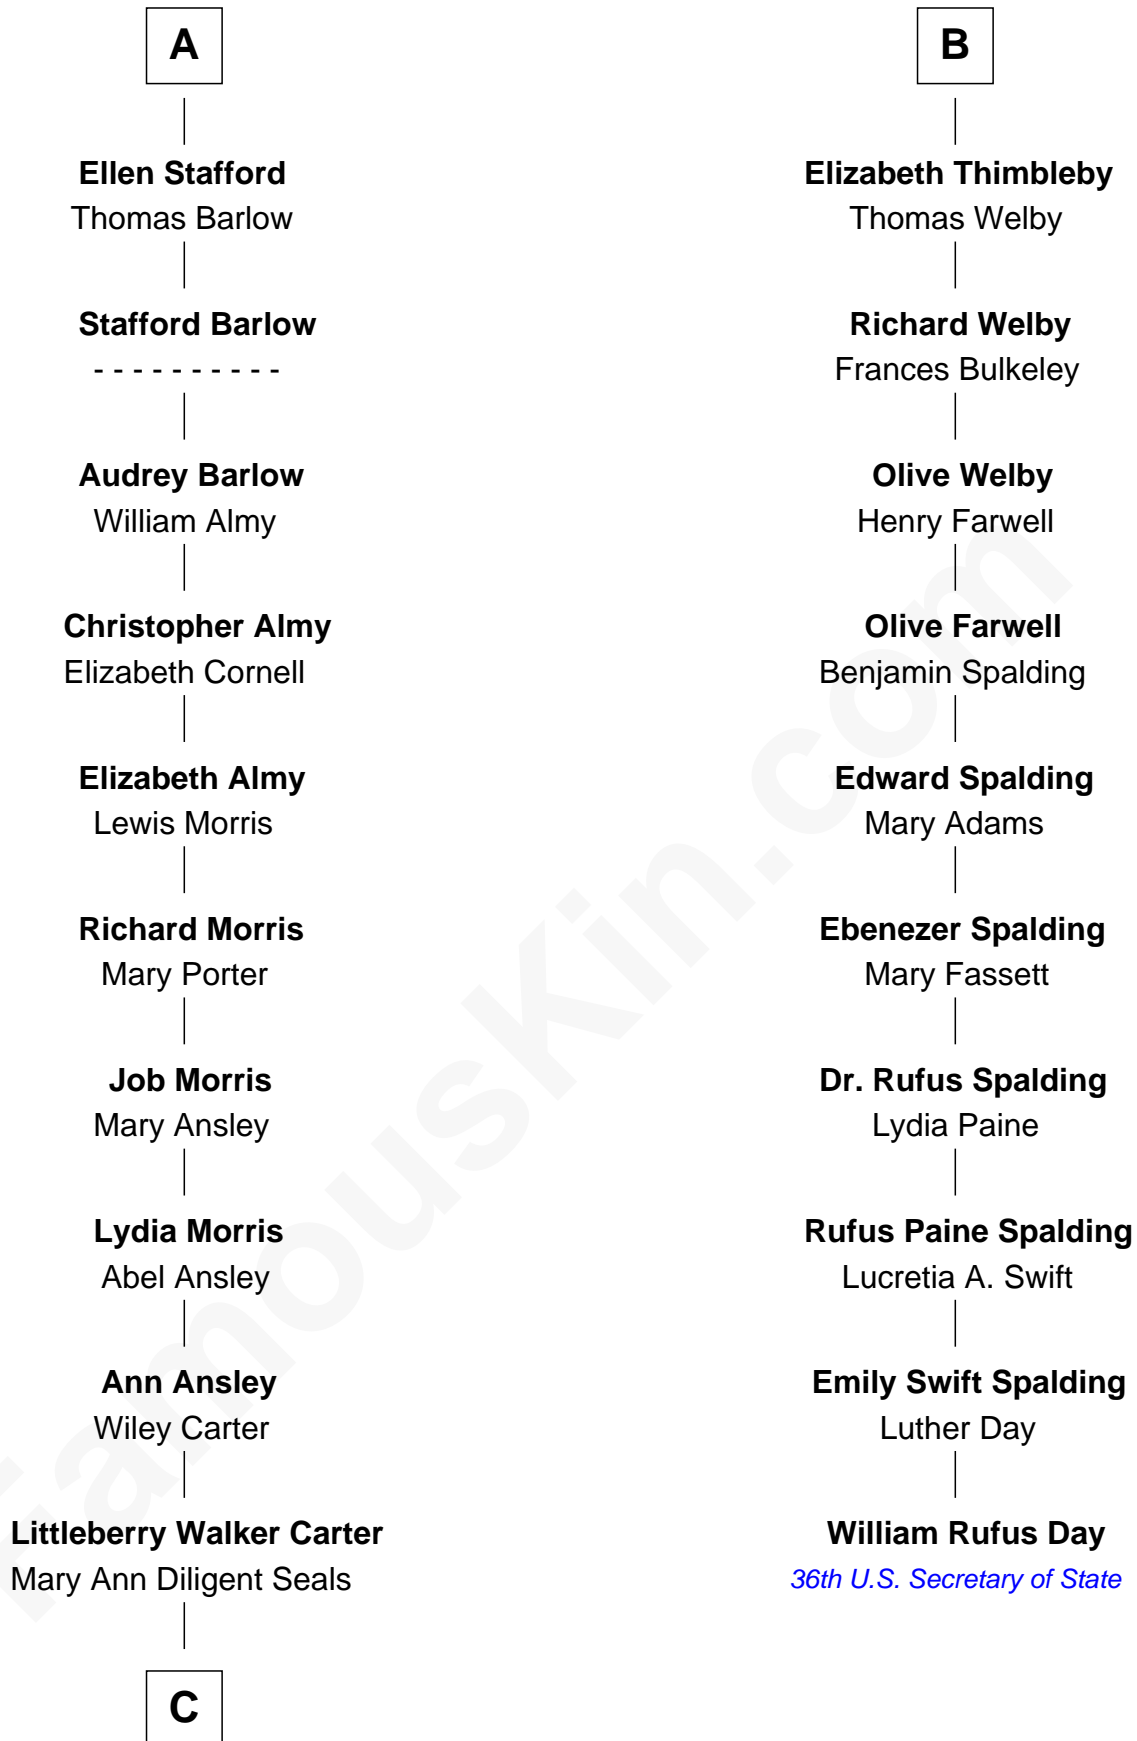 A
Ellen Stafford
Thomas Barlow
Stafford Barlow
- - - - - - - - - -
Audrey Barlow
William Almy
Christopher Almy
Elizabeth Cornell
Elizabeth Almy
Lewis Morris
Richard Morris
Mary Porter
Job Morris
Mary Ansley
Lydia Morris
Abel Ansley
Ann Ansley
Wiley Carter
Littleberry Walker Carter
Mary Ann Diligent Seals
C
B
Elizabeth Thimbleby
Thomas Welby
Richard Welby
Frances Bulkeley
Olive Welby
Henry Farwell
Olive Farwell
Benjamin Spalding
Edward Spalding
Mary Adams
Ebenezer Spalding
Mary Fassett
Dr. Rufus Spalding
Lydia Paine
Rufus Paine Spalding
Lucretia A. Swift
Emily Swift Spalding
Luther Day
William Rufus Day
36th U.S. Secretary of State
FamousKin.com